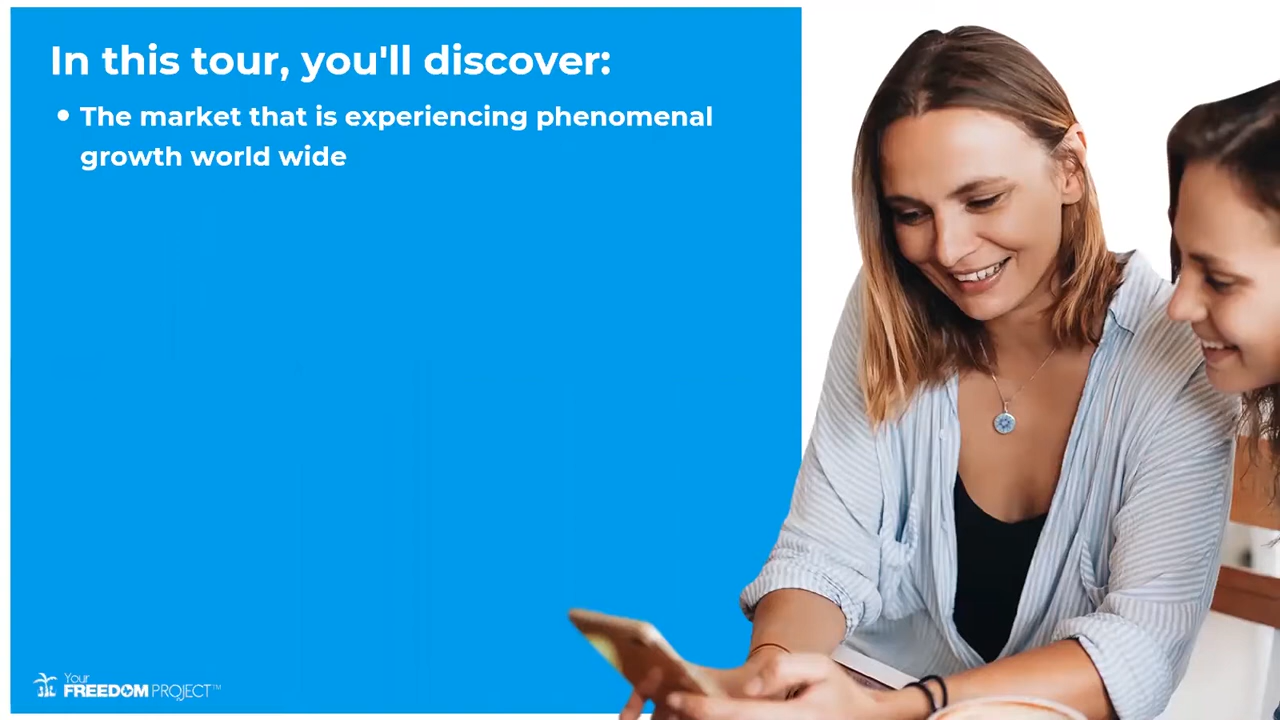 In this tour, you'll discover:
• The market that is experiencing phenomenal
growth world wide
Your
FREEDOM PROJECT™